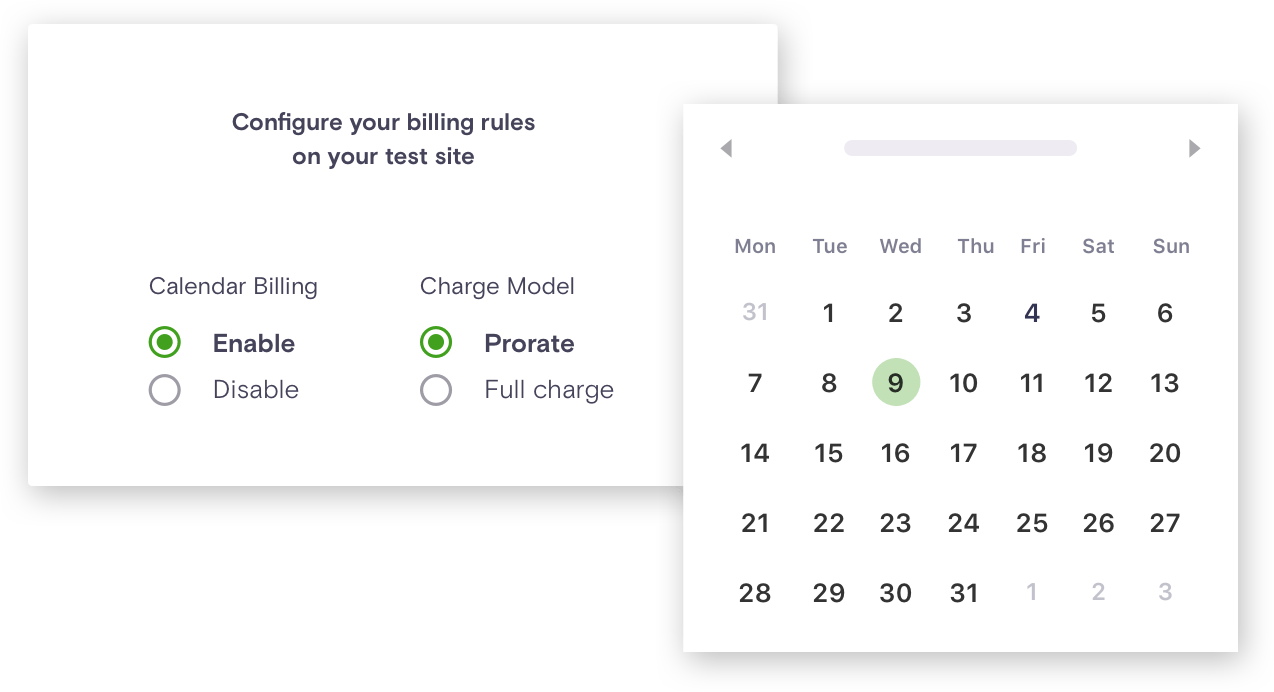 Configure your billing rules
on your test site
Calendar Billing
Enable
Disable
Charge Model
Prorate
Full charge
Mon Tue Wed Thu Fri Sat Sun
31 1 2 3 4 5 6
7 8 9 10 11 12 13
14 15 16 17 18 19 20
21 22 23 24 25 26 27
28 29 30 31 1 2 3